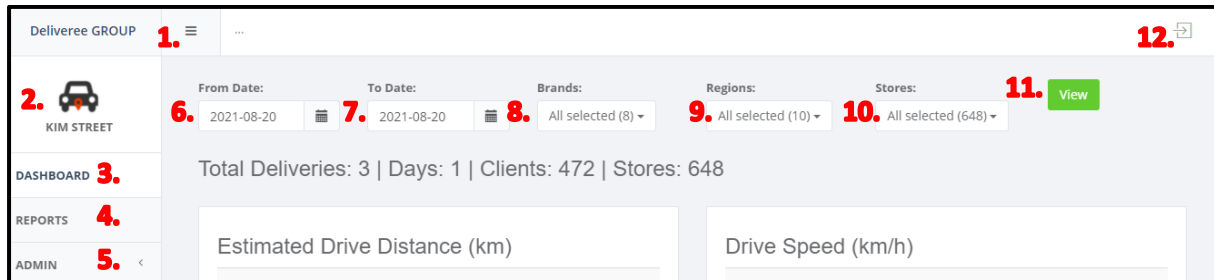 Deliveree GROUP 1. ... 12.
2. KIM STREET
From Date: To Date: Brands: Regions: Stores:
6. 2021-08-20 7. 2021-08-20 8. All selected (8) 9. All selected (10) 10. All selected (648) 11. View
Total Deliveries: 3 | Days: 1 | Clients: 472 | Stores: 648
DASHBOARD 3.
REPORTS 4.
ADMIN 5.
Estimated Drive Distance (km) Drive Speed (km/h)